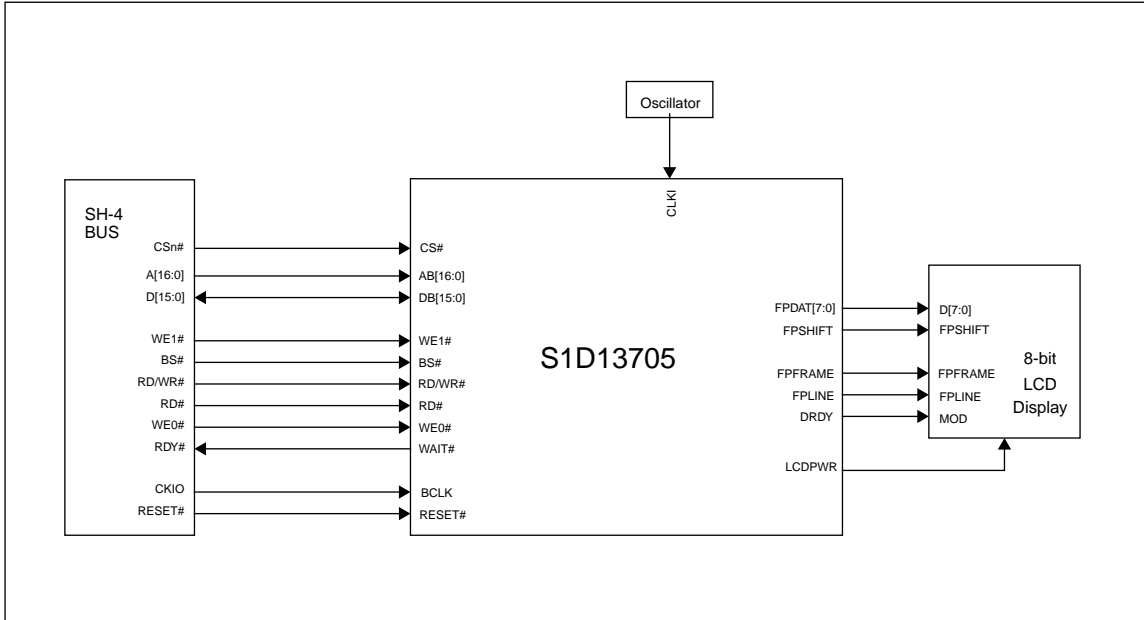 Oscillator
CLKI
SH-4
BUS
CSn#
A[16:0]
D[15:0]
WE1#
BS#
RD/WR#
RD#
WE0#
RDY#
CKIO
RESET#
CS#
AB[16:0]
DB[15:0]
WE1#
BS#
RD/WR#
RD#
WE0#
WAIT#
BCLK
RESET#
S1D13705
FPDAT[7:0]
FPSHIFT
FPFRAME
FPLINE
DRDY
LCDPWR
D[7:0]
FPSHIFT
FPFRAME
FPLINE
MOD
8-bit
LCD
Display